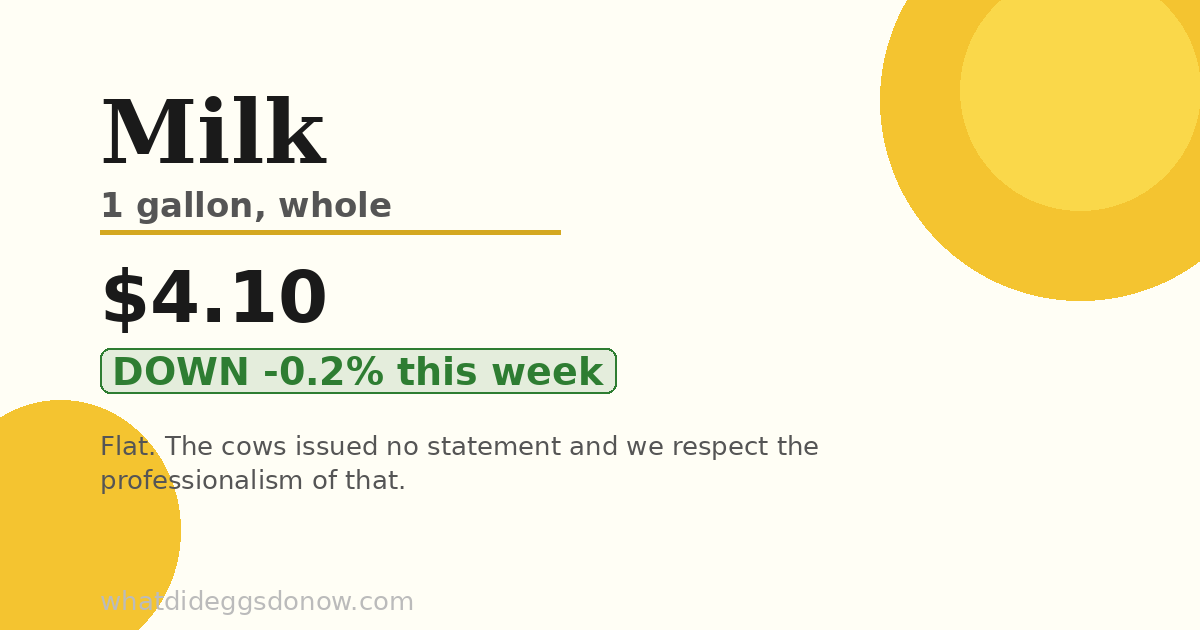 Milk
1 gallon, whole
$4.10
DOWN -0.2% this week
Flat. The cows issued no statement and we respect the
professionalism of that.
whatdideggsdonow.com